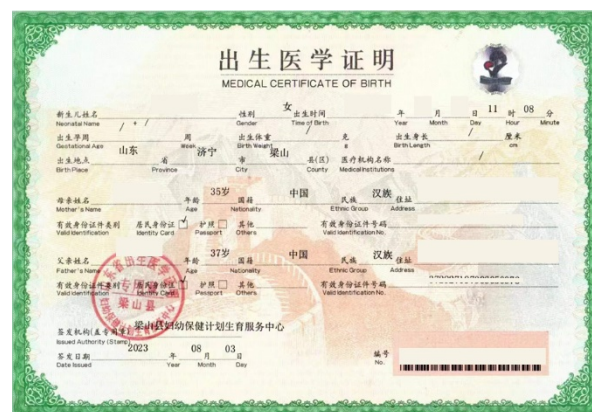 出生医学证明
MEDICAL CERTIFICATE OF BIRTH
新生儿姓名 / * / 性别 女 出生时间 年 月 日 11 时 08 分
Neonatal Name Gender Time of Birth Year Month Day Hour Minute
出生孕周 / 周 出生体重 / 克 出生身长 / 厘米
Gestational Age Week Birth Weight g Birth Length cm
出生地点 山东 省 济宁 市 梁山 县(区) 医疗机构名称
Birth Place Province City County Medical Institutions
母亲姓名 年龄 35岁 国籍 中国 民族 汉族 住址
Mother's Name Age Nationality Ethnic Group Address
有效身份证件类别 居民身份证 护照 其他 有效身份证件号码
Valid Identification Identity Card Passport Others Valid Identification No.
父亲姓名 年龄 37岁 国籍 中国 民族 汉族 住址
Father's Name Age Nationality Ethnic Group Address
有效身份证件类别 居民身份证 护照 其他 有效身份证件号码
Valid Identification Identity Card Passport Others Valid Identification No.
梁山县
签发机构(盖专用章) 梁山县妇幼保健计划生育服务中心
Issued Authority (Stamp)
签发日期 2023 年 08 月 03 日 编号
Date Issued Year Month Day No.